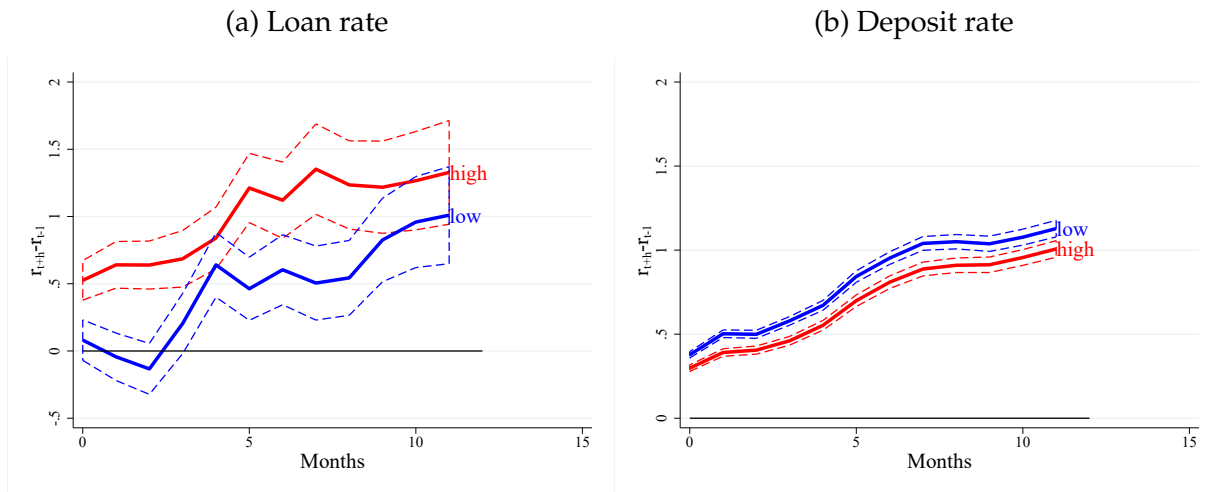 (a) Loan rate
r_{t+h}-r_{t-1}
2
1.5
1
.5
0
-.5
high
low
0 5 10 15
Months
(b) Deposit rate
r_{t+h}-r_{t-1}
2
1.5
1
.5
0
low
high
0 5 10 15
Months